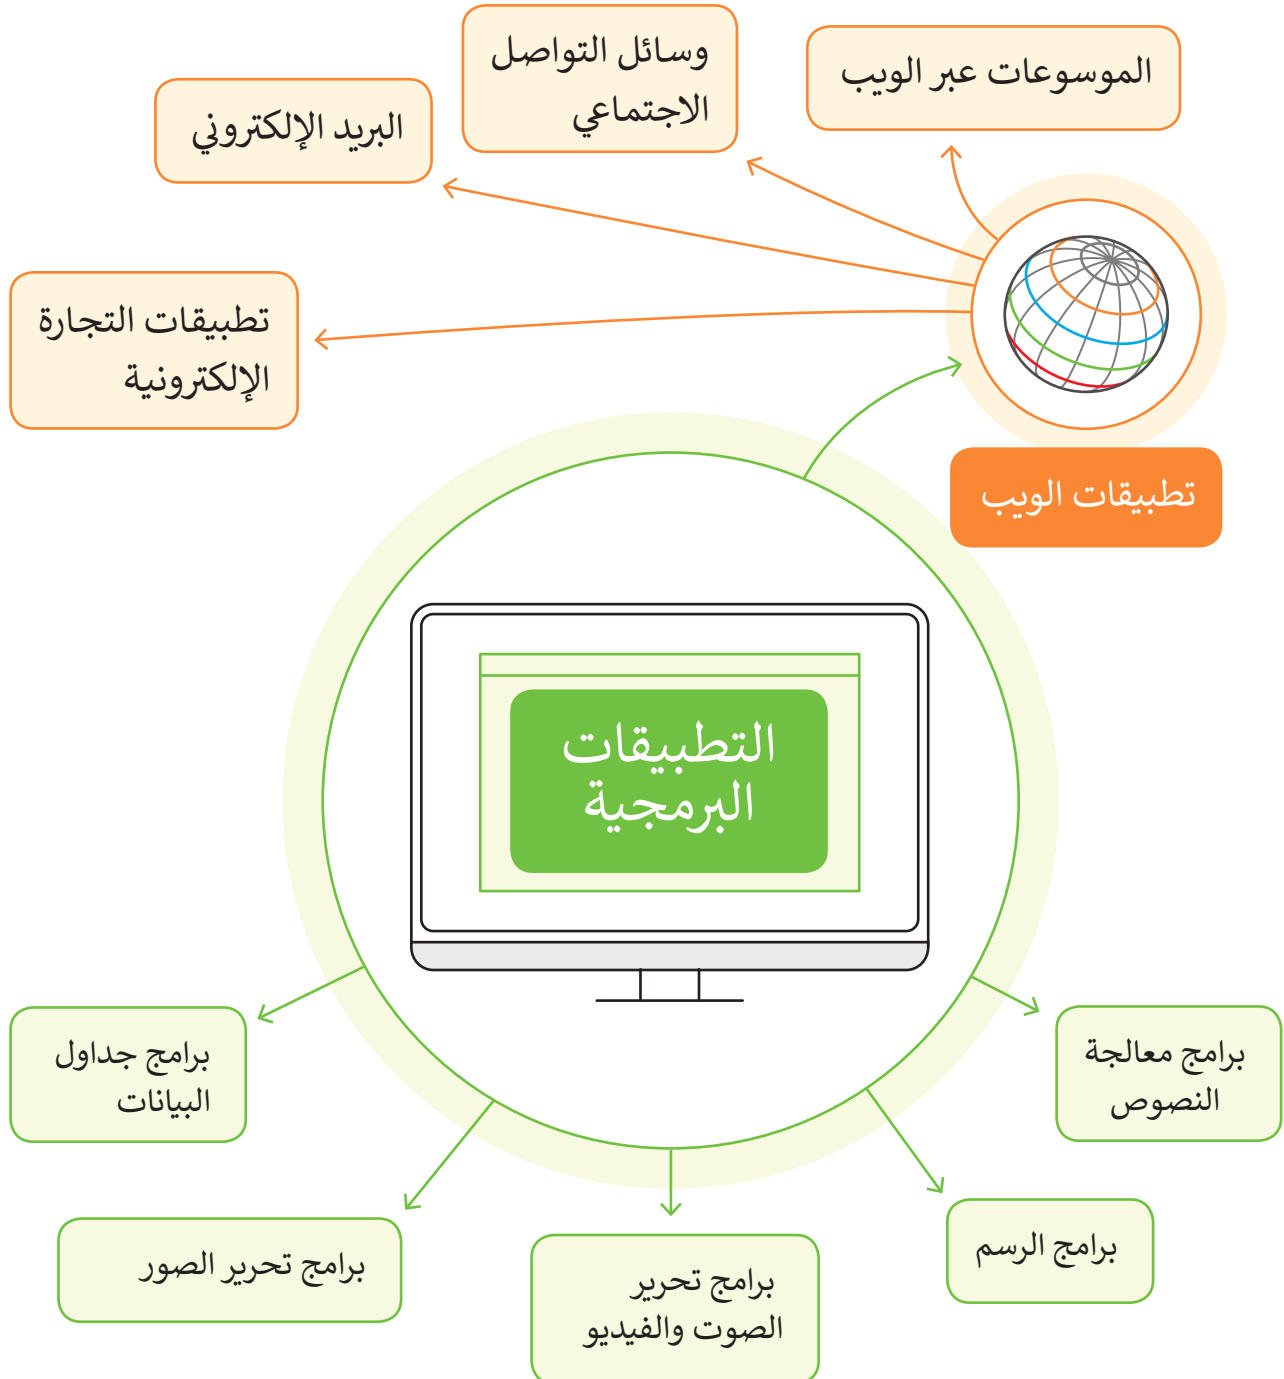 الموسوعات عبر الويب
وسائل التواصل
الاجتماعي
البريد الإلكتروني
تطبيقات التجارة
الإلكترونية
تطبيقات الويب
التطبيقات
البرمجية
برامج معالجة
النصوص
برامج الرسم
برامج تحرير
الصوت والفيديو
برامج تحرير الصور
برامج جداول
البيانات